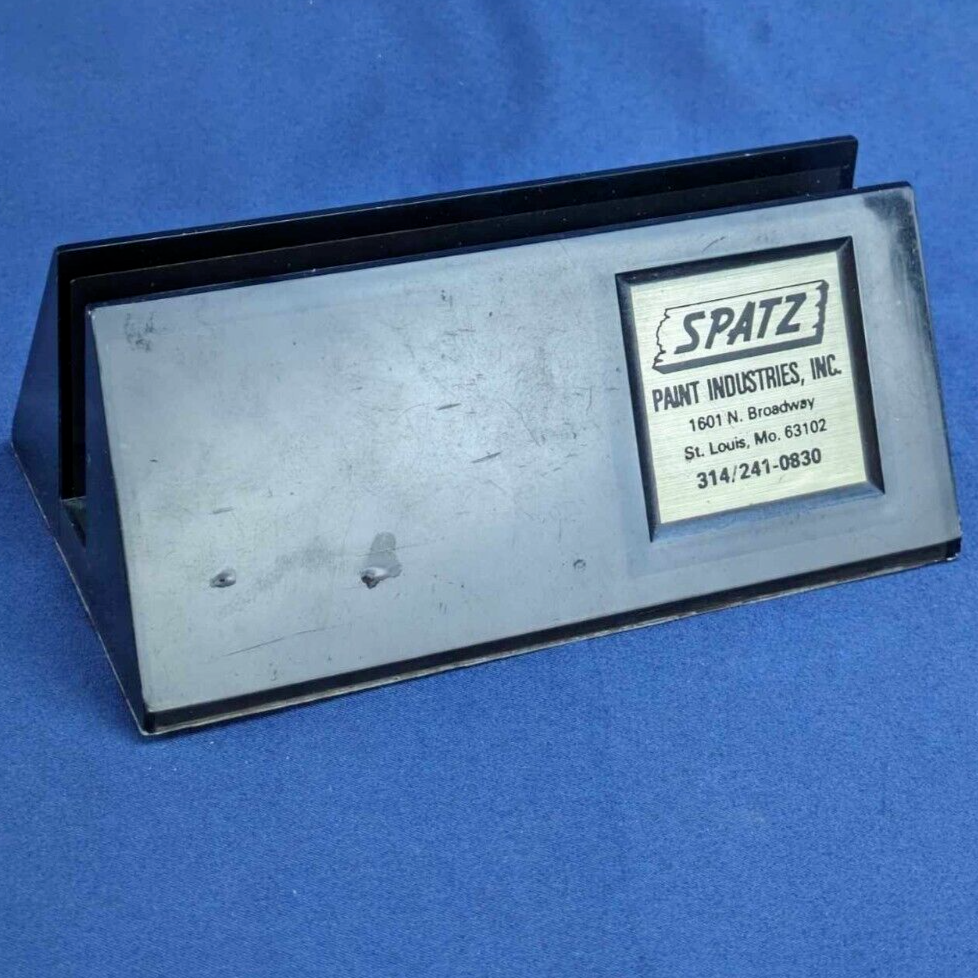 SPATZ
PAINT INDUSTRIES, INC.
1601 N. Broadway
St. Louis, Mo. 63102
314/241-0830